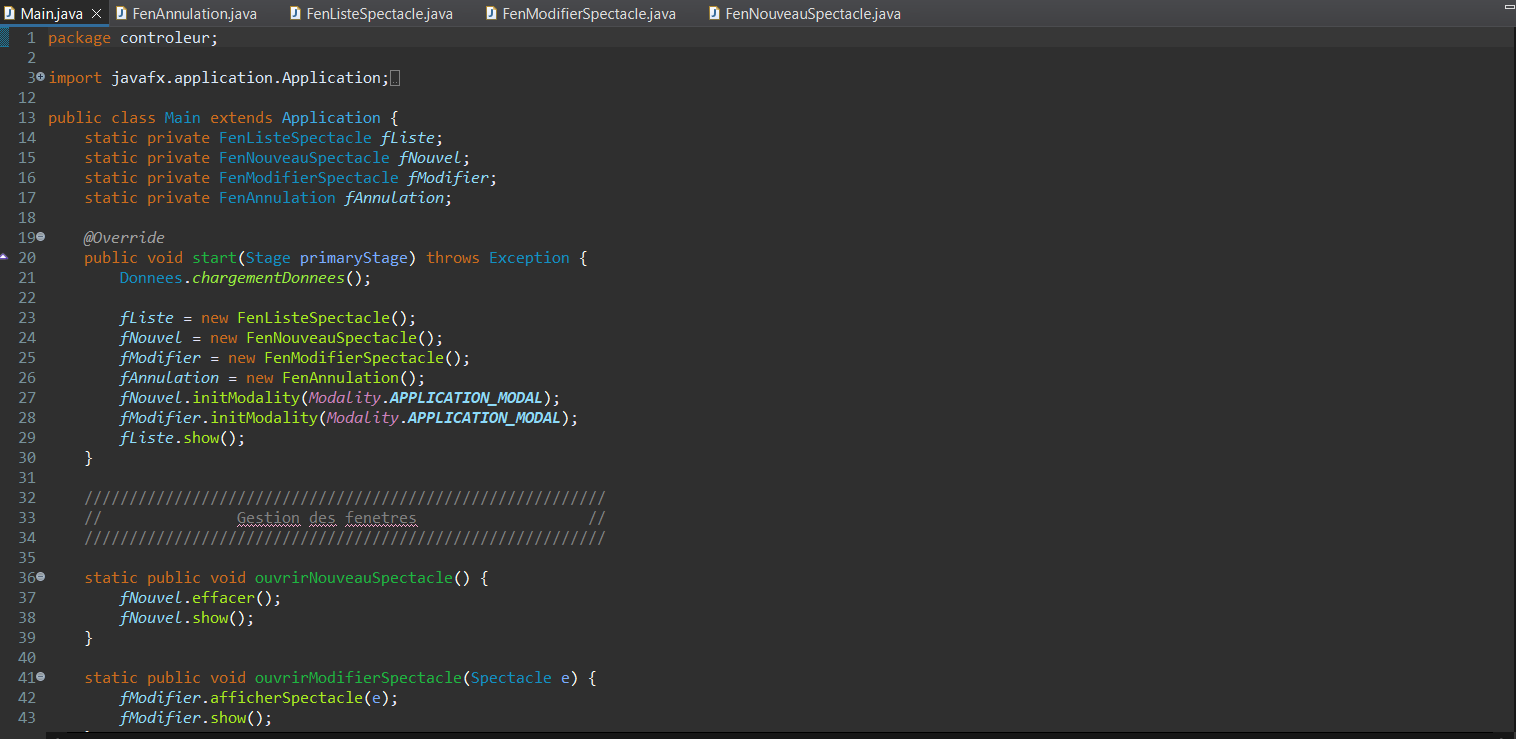 Main.java FenAnnulation.java FenListeSpectacle.java FenModifierSpectacle.java FenNouveauSpectacle.java
1 package controleur;
2
3 import javafx.application.Application;
12
13 public class Main extends Application {
14 static private FenListeSpectacle fListe;
15 static private FenNouveauSpectacle fNouvel;
16 static private FenModifierSpectacle fModifier;
17 static private FenAnnulation fAnnulation;
18
19 @Override
20 public void start(Stage primaryStage) throws Exception {
21 Donnees.chargementDonnees();
22
23 fListe = new FenListeSpectacle();
24 fNouvel = new FenNouveauSpectacle();
25 fModifier = new FenModifierSpectacle();
26 fAnnulation = new FenAnnulation();
27 fNouvel.initModality(Modality.APPLICATION_MODAL);
28 fModifier.initModality(Modality.APPLICATION_MODAL);
29 fListe.show();
30 }
31
32 //////////////////////////////////////////////////////////
33 // Gestion des fenetres //
34 //////////////////////////////////////////////////////////
35
36 static public void ouvrirNouveauSpectacle() {
37 fNouvel.effacer();
38 fNouvel.show();
39 }
40
41 static public void ouvrirModifierSpectacle(Spectacle e) {
42 fModifier.afficherSpectacle(e);
43 fModifier.show();